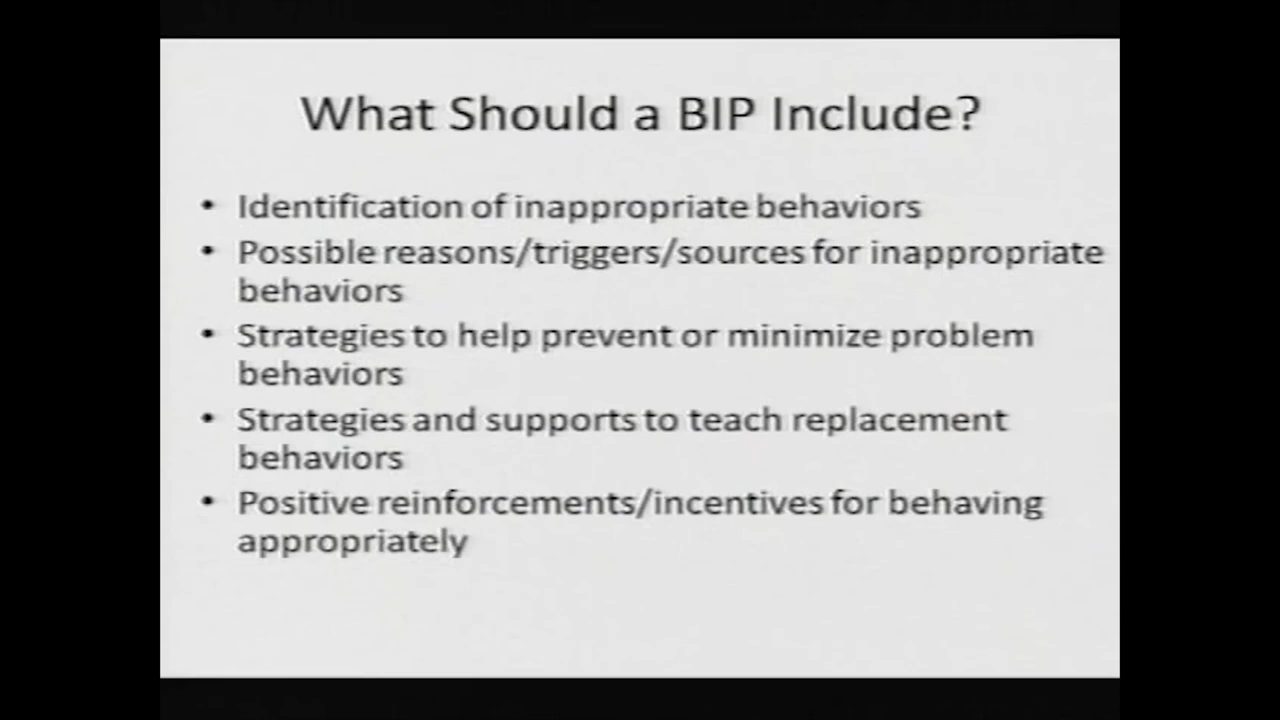 What Should a BIP Include?
• Identification of inappropriate behaviors
• Possible reasons/triggers/sources for inappropriate
behaviors
• Strategies to help prevent or minimize problem
behaviors
• Strategies and supports to teach replacement
behaviors
• Positive reinforcements/incentives for behaving
appropriately